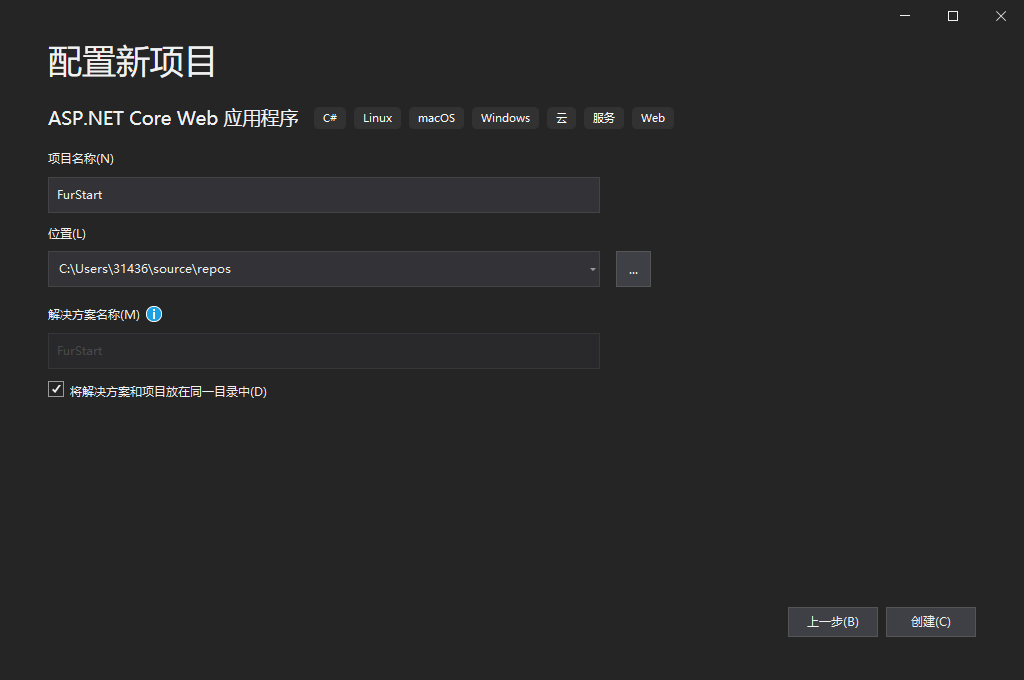 配置新项目
ASP.NET Core Web 应用程序 C# Linux macOS Windows 云 服务 Web
项目名称(N)
FurStart
位置(L)
C:\Users\31436\source\repos
...
解决方案名称(M)
FurStart
将解决方案和项目放在同一目录中(D)
上一步(B) 创建(C)